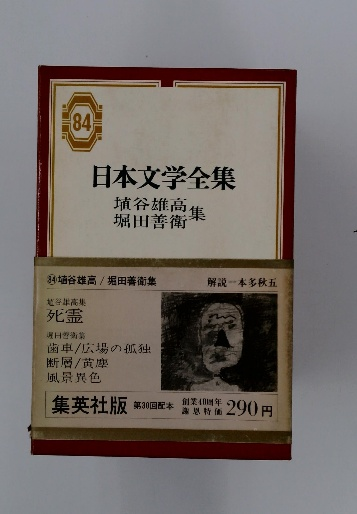 84
日本文学全集
埴谷雄高
堀田善衛
集
84 埴谷雄高/堀田善衛集
解説―本多秋五
埴谷雄高集
死霊
堀田善衛集
歯車/広場の孤独
断層/黄塵
風景異色
集英社版 第30回配本 創業40周年 謝恩特価 290円